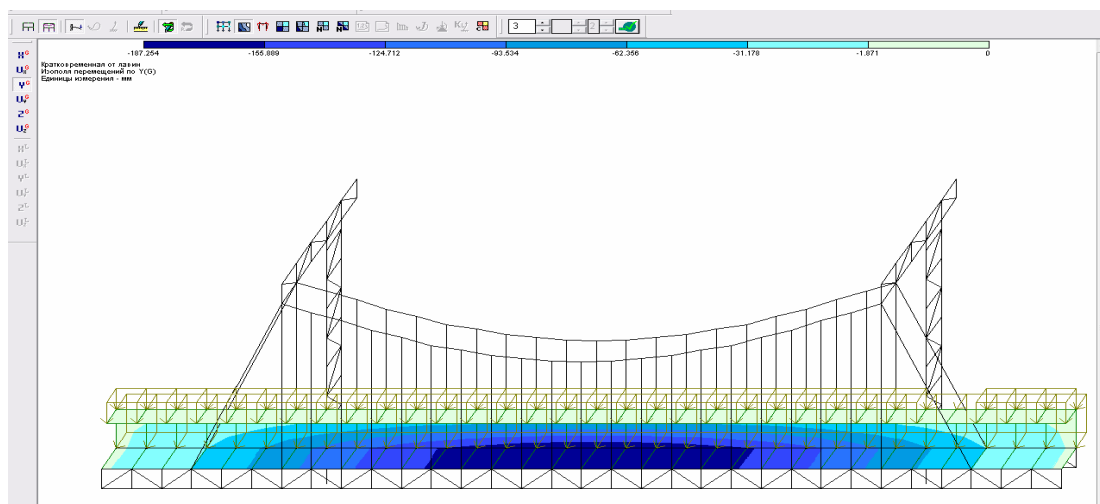 3
2
-187.254 -155.889 -124.712 -93.534 -62.356 -31.178 -1.871 0
Кратковременная от лавин
Изополя перемещений по Y(G)
Единицы измерения - мм